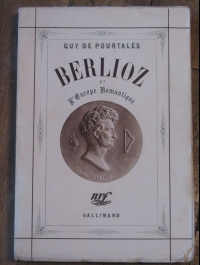 GUY DE POURTALÈS
BERLIOZ
ET
L'Europe Romantique
nrf
GALLIMARD